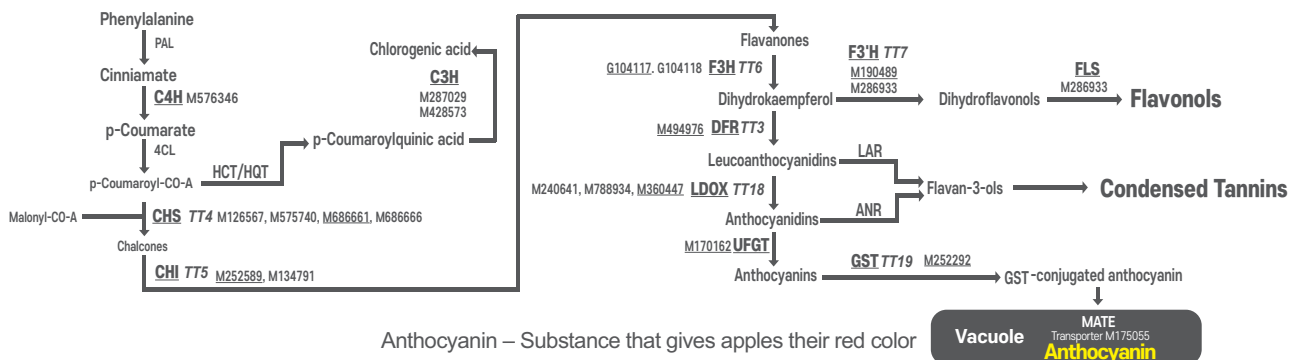 Phenylalanine
PAL
Cinniamate
C4H M576346
p-Coumarate
4CL
p-Coumaroyl-CO-A
HCT/HQT
p-Coumaroylquinic acid
C3H
M287029
M428573
Chlorogenic acid
Malonyl-CO-A
CHS TT4 M126567, M575740, M686661, M686666
Chalcones
CHI TT5 M252589, M134791
Flavanones
G104117. G104118 F3H TT6
Dihydrokaempferol
F3'H TT7
M190489
M286933
Dihydroflavonols
FLS
M286933
Flavonols
M494976 DFR TT3
Leucoanthocyanidins
LAR
M240641, M788934, M360447 LDOX TT18
Flavan-3-ols
Condensed Tannins
Anthocyanidins
ANR
M170162 UFGT
Anthocyanins
GST TT19 M252292
GST-conjugated anthocyanin
Anthocyanin – Substance that gives apples their red color
Vacuole
MATE
Transporter M175055
Anthocyanin